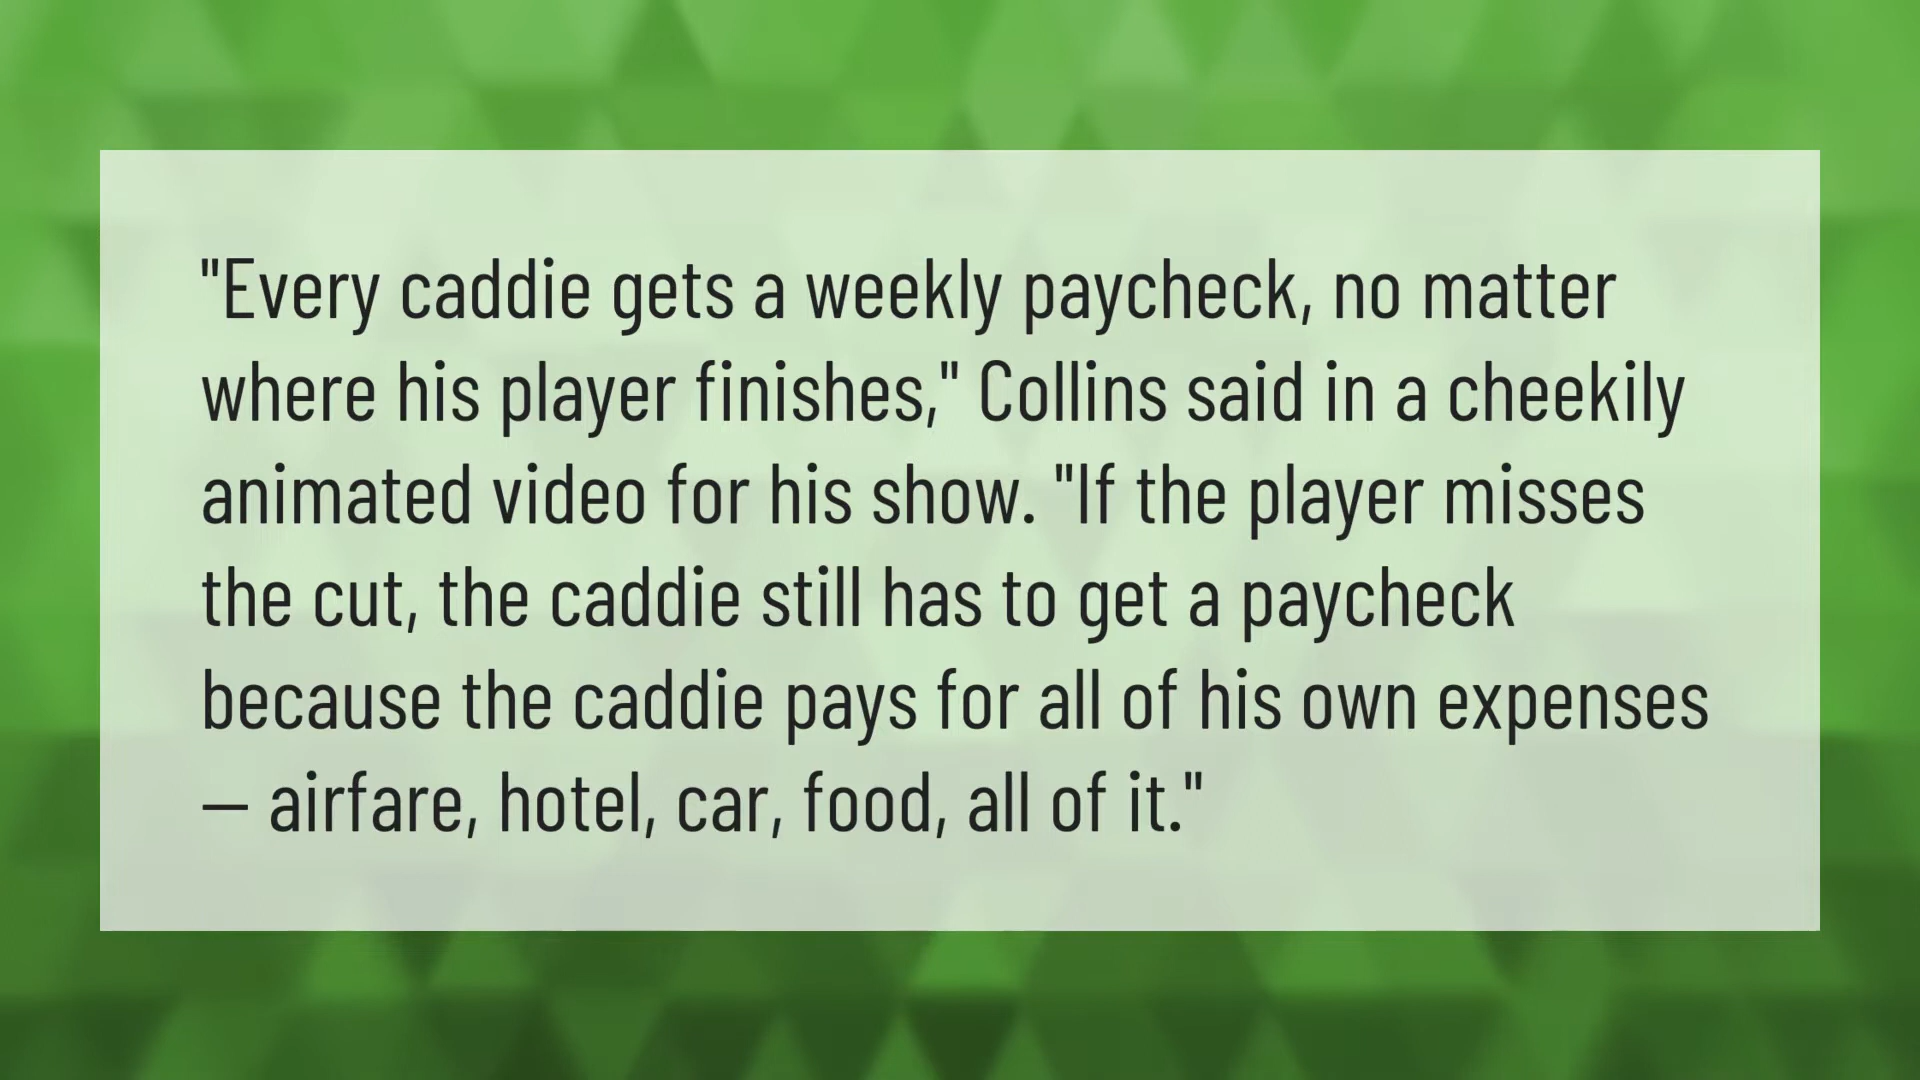 "Every caddie gets a weekly paycheck, no matter
where his player finishes," Collins said in a cheekily
animated video for his show. "If the player misses
the cut, the caddie still has to get a paycheck
because the caddie pays for all of his own expenses
— airfare, hotel, car, food, all of it."